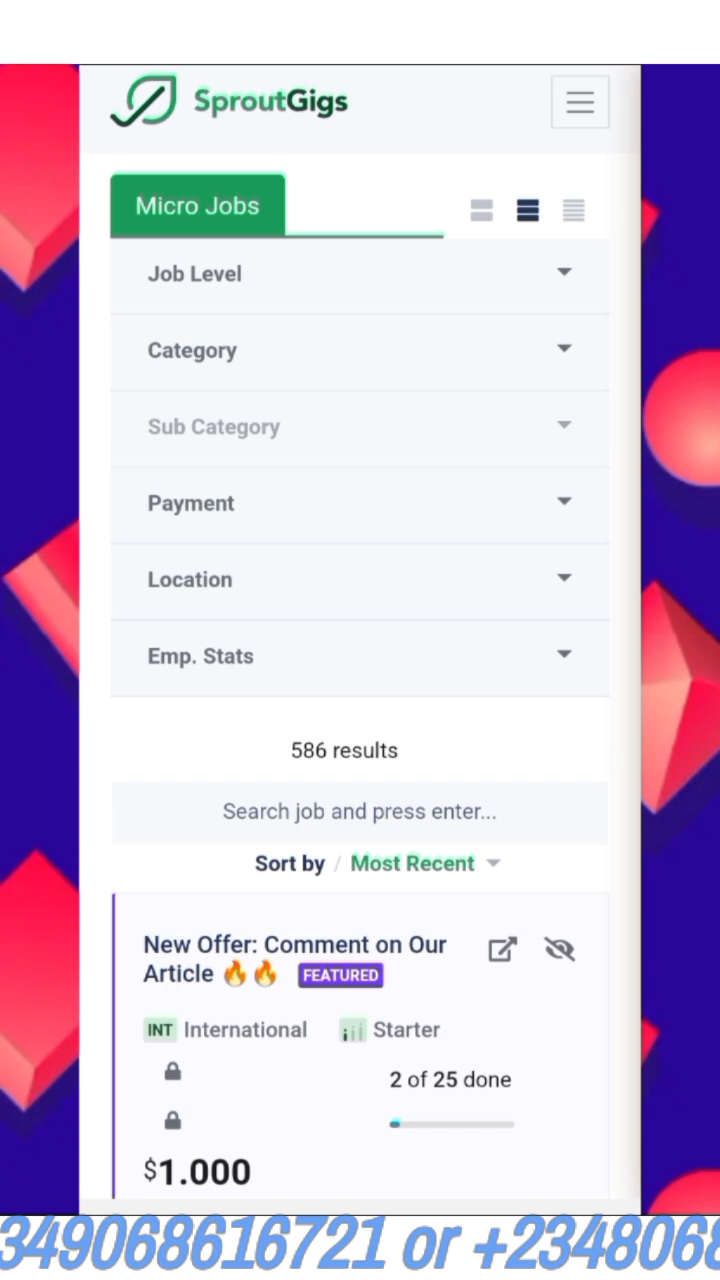 SproutGigs
Micro Jobs
Job Level
Category
Sub Category
Payment
Location
Emp. Stats
586 results
Search job and press enter...
Sort by / Most Recent
New Offer: Comment on Our
Article 🔥🔥 FEATURED
INT International Starter
2 of 25 done
$1.000
349068616721 or +2348068